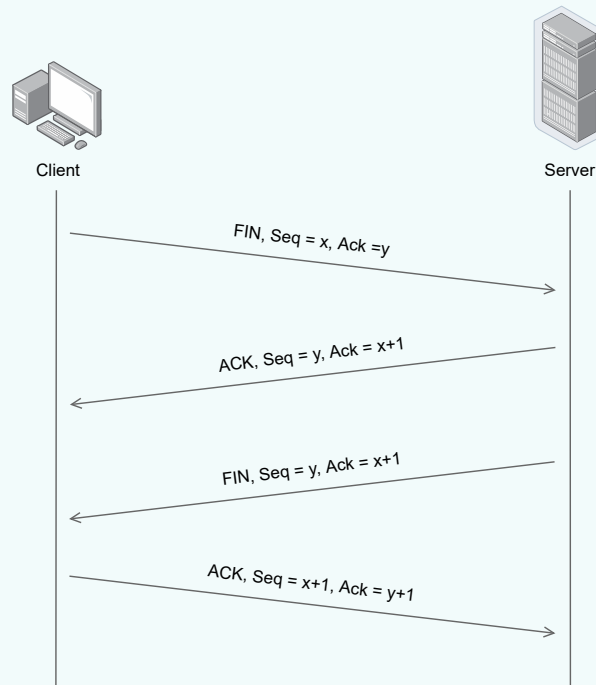 Client
Server
FIN, Seq = x, Ack =y
ACK, Seq = y, Ack = x+1
FIN, Seq = y, Ack = x+1
ACK, Seq = x+1, Ack = y+1